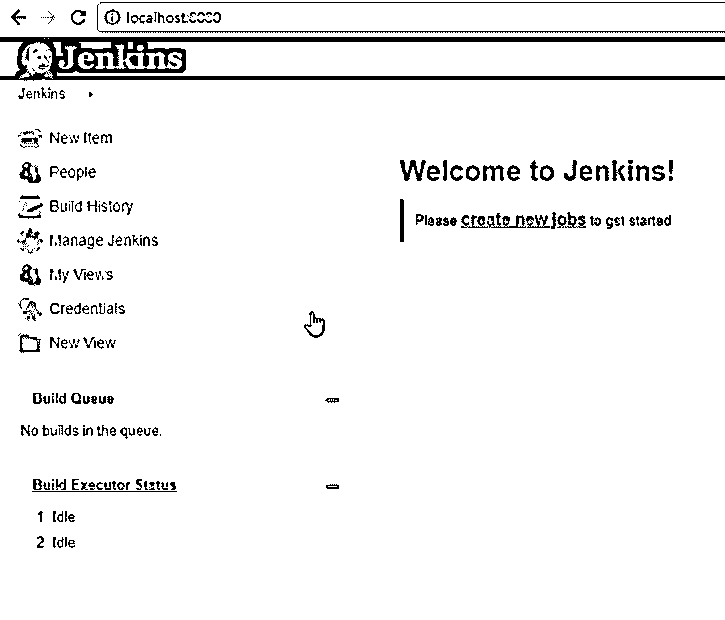 localhost:8080
Jenkins
Jenkins
New Item
People
Build History
Manage Jenkins
My Views
Credentials
New View
Welcome to Jenkins!
Please create new jobs to get started
Build Queue
No builds in the queue.
Build Executor Status
1 Idle
2 Idle